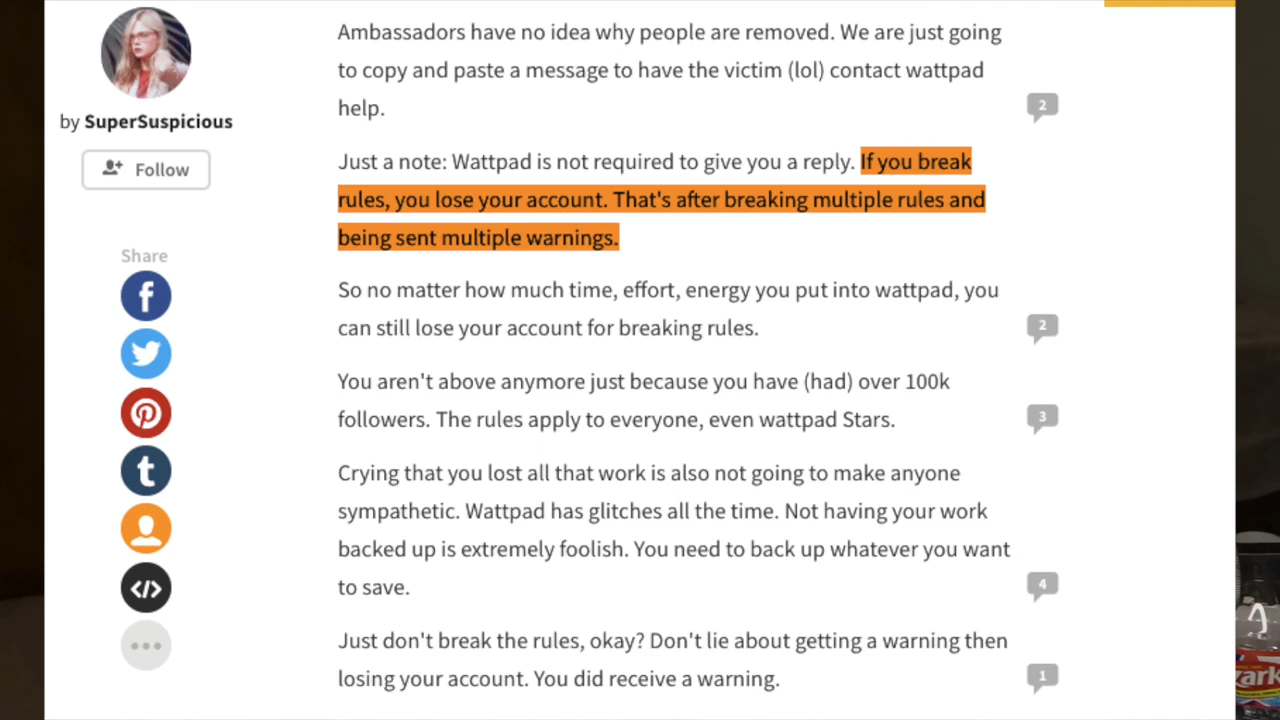 Ambassadors have no idea why people are removed. We are just going
to copy and paste a message to have the victim (lol) contact wattpad
help.
2
by SuperSuspicious
Follow
Just a note: Wattpad is not required to give you a reply. If you break
rules, you lose your account. That's after breaking multiple rules and
being sent multiple warnings.
Share
So no matter how much time, effort, energy you put into wattpad, you
can still lose your account for breaking rules.
2
You aren't above anymore just because you have (had) over 100k
followers. The rules apply to everyone, even wattpad Stars.
3
Crying that you lost all that work is also not going to make anyone
sympathetic. Wattpad has glitches all the time. Not having your work
backed up is extremely foolish. You need to back up whatever you want
to save.
4
Just don't break the rules, okay? Don't lie about getting a warning then
losing your account. You did receive a warning.
1